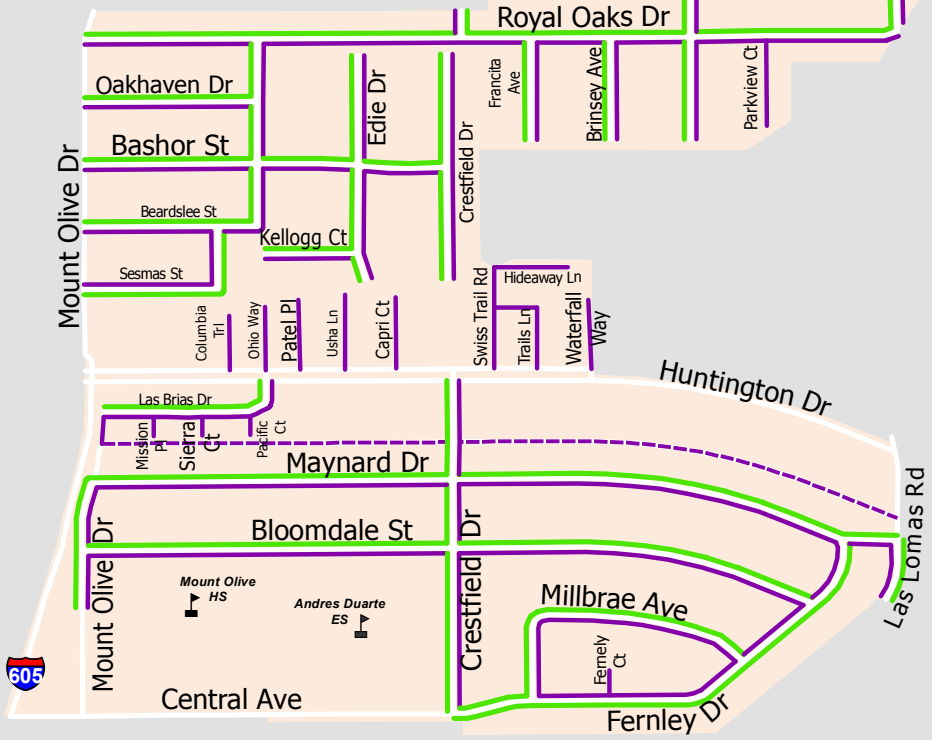 Royal Oaks Dr
Oakhaven Dr
Edie Dr
Francita
Ave
Brinsey Ave
Parkview Ct
Bashor St
Crestfield Dr
Mount Olive Dr
Beardslee St
Kellogg Ct
Sesmas St
Swiss Trail Rd
Hideaway Ln
Columbia
Trl
Ohio Way
Patel Pl
Usha Ln
Capri Ct
Trails Ln
Waterfall
Way
Huntington Dr
Las Brias Dr
Mission
Pl
Sierra
Ct
Pacific
Ct
Maynard Dr
Las Lomas Rd
Bloomdale St
Mount Olive Dr
Crestfield Dr
Mount Olive
HS
Andres Duarte
ES
Millbrae Ave
Fernely
Ct
605
Central Ave
Fernley Dr